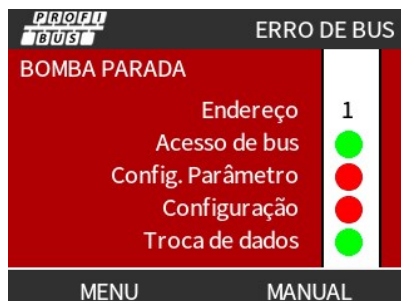 PROFI
BUS
ERRO DE BUS
BOMBA PARADA
Endereço 1
Acesso de bus
Config. Parâmetro
Configuração
Troca de dados
MENU MANUAL